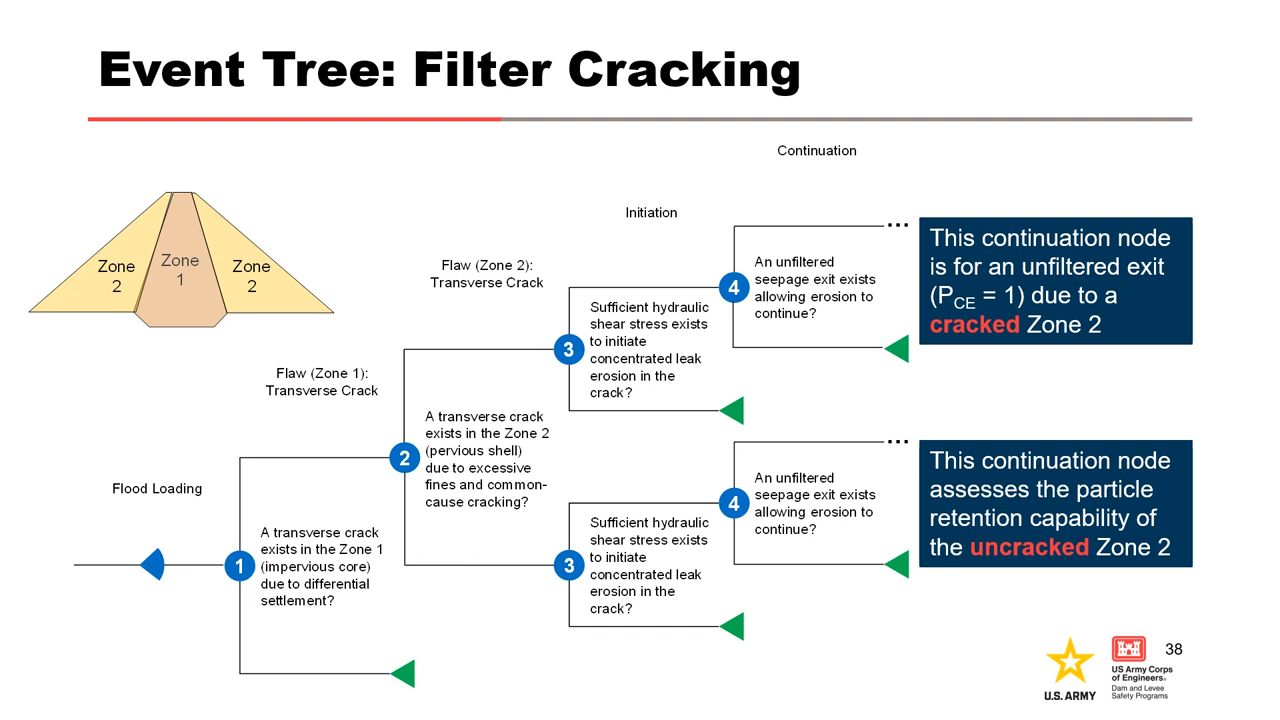 Event Tree: Filter Cracking
Continuation
Initiation
Flaw (Zone 2):
Transverse Crack
Flaw (Zone 1):
Transverse Crack
Flood Loading
Zone
2
Zone
1
Zone
2
1
A transverse crack
exists in the Zone 1
(impervious core)
due to differential
settlement?
2
A transverse crack
exists in the Zone 2
(pervious shell)
due to excessive
fines and common-
cause cracking?
3
Sufficient hydraulic
shear stress exists
to initiate
concentrated leak
erosion in the
crack?
4
An unfiltered
seepage exit exists
allowing erosion to
continue?
...
This continuation node
is for an unfiltered exit
(PCE = 1) due to a
cracked Zone 2
3
Sufficient hydraulic
shear stress exists
to initiate
concentrated leak
erosion in the
crack?
4
An unfiltered
seepage exit exists
allowing erosion to
continue?
...
This continuation node
assesses the particle
retention capability of
the uncracked Zone 2
U.S. ARMY
US Army Corps
of Engineers®
Dam and Levee
Safety Programs
38